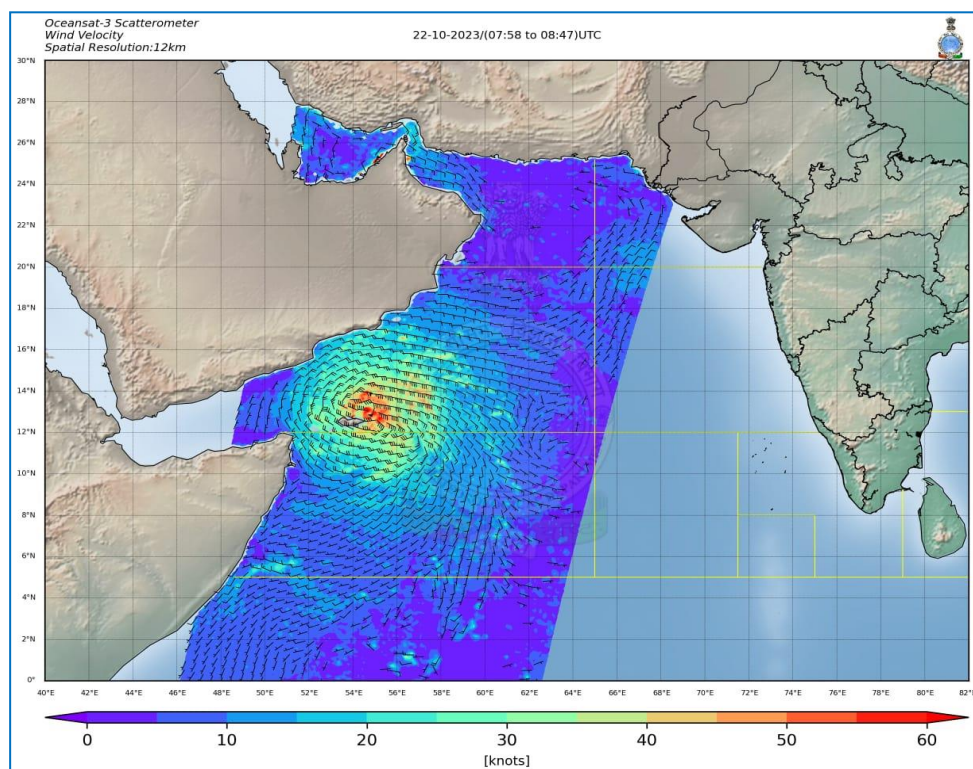 Oceansat-3 Scatterometer
Wind Velocity
Spatial Resolution:12km
22-10-2023/(07:58 to 08:47)UTC
30°N
28°N
26°N
24°N
22°N
20°N
18°N
16°N
14°N
12°N
10°N
8°N
6°N
4°N
2°N
0°
40°E 42°E 44°E 46°E 48°E 50°E 52°E 54°E 56°E 58°E 60°E 62°E 64°E 66°E 68°E 70°E 72°E 74°E 76°E 78°E 80°E 82°E
0 10 20 30 40 50 60
[knots]